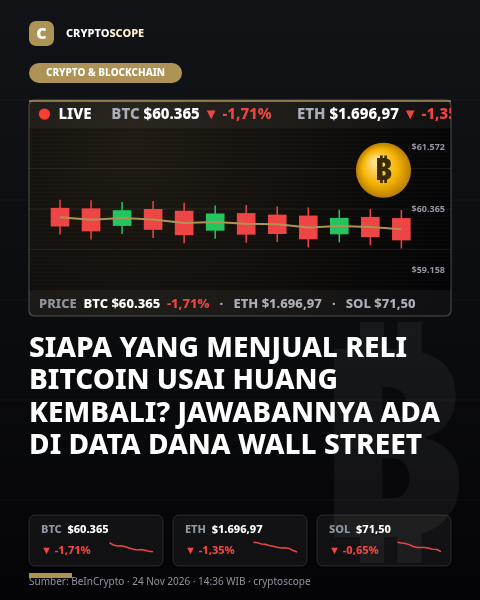 C CRYPTOSCOPE
CRYPTO & BLOCKCHAIN
LIVE BTC $60.365 ▼ -1,71% ETH $1.696,97 ▼ -1,35
$61.572
$60.365
$59.158
PRICE BTC $60.365 -1,71% · ETH $1.696,97 · SOL $71,50
SIAPA YANG MENJUAL RELI
BITCOIN USAI HUANG
KEMBALI? JAWABANNYA ADA
DI DATA DANA WALL STREET
BTC $60.365 ETH $1.696,97 SOL $71,50
▼ -1,71% ▼ -1,35% ▼ -0,65%
Sumber: BeInCrypto · 24 Nov 2026 · 14:36 WIB · cryptoscope